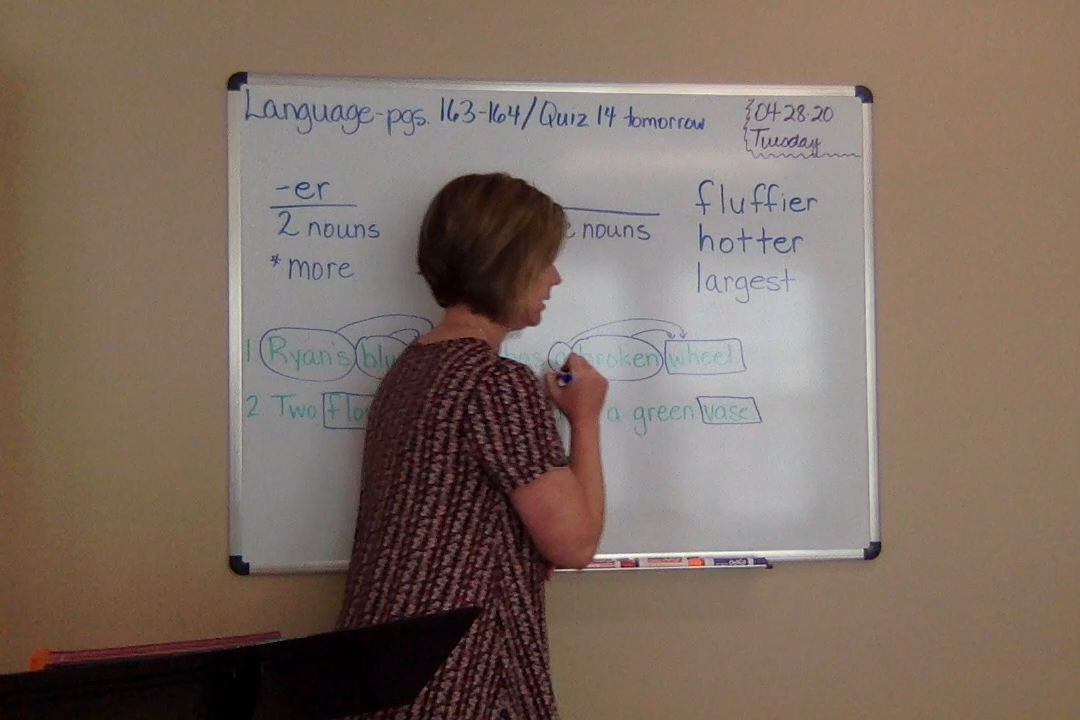 Language-pgs. 163-164/Quiz 14 tomorrow
04-28-20
Tuesday
-er
2 nouns
*more
nouns
fluffier
hotter
largest
1. Ryan's has a broken wheel
2. Two a green vase.